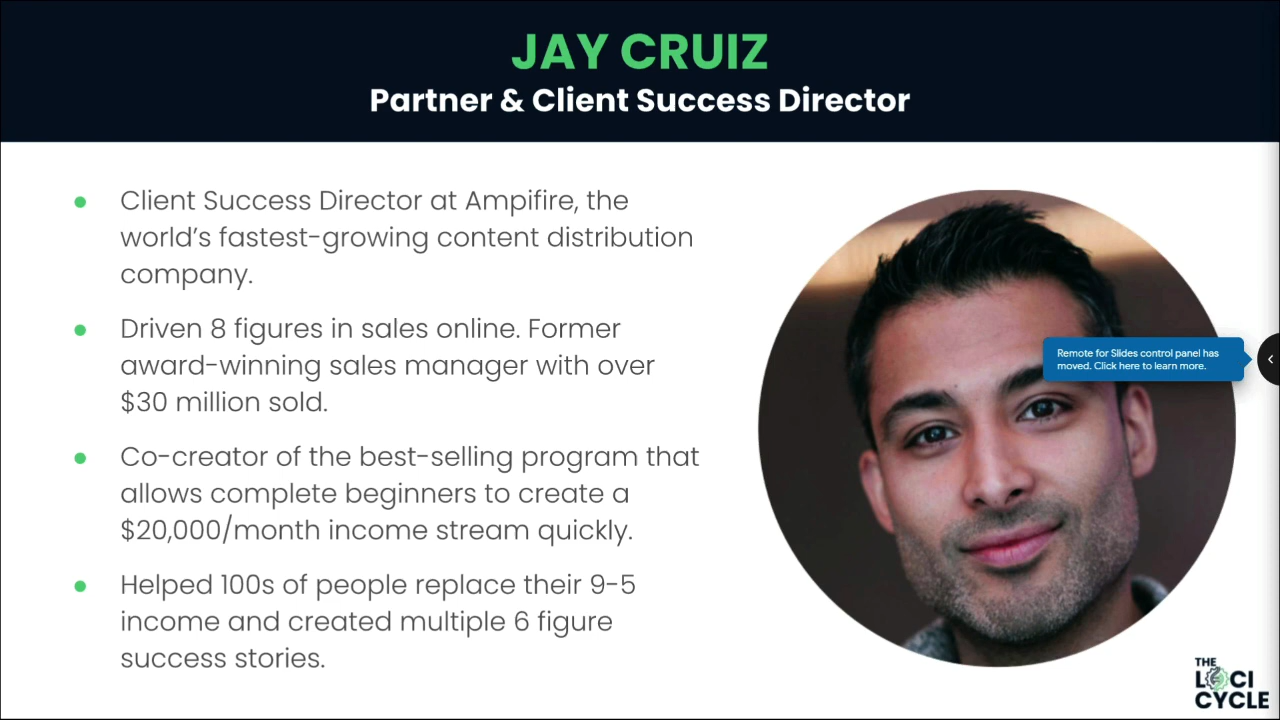 JAY CRUIZ
Partner & Client Success Director
● Client Success Director at Ampifire, the
world's fastest-growing content distribution
company.
● Driven 8 figures in sales online. Former
award-winning sales manager with over
$30 million sold.
● Co-creator of the best-selling program that
allows complete beginners to create a
$20,000/month income stream quickly.
● Helped 100s of people replace their 9-5
income and created multiple 6 figure
success stories.
Remote for Slides control panel has
moved. Click here to learn more.
THE
LOCI
CYCLE